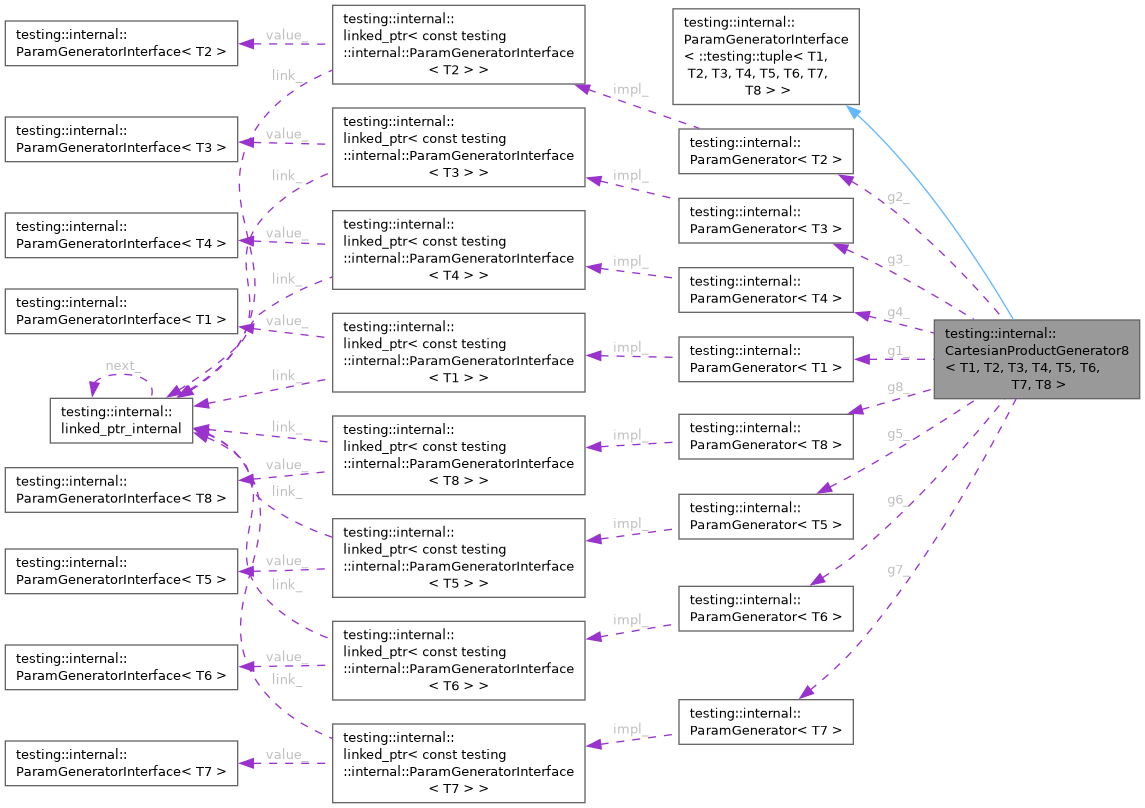 testing::internal::
ParamGeneratorInterface< T2 >
testing::internal::
ParamGeneratorInterface< T3 >
testing::internal::
ParamGeneratorInterface< T4 >
testing::internal::
ParamGeneratorInterface< T1 >
next_
testing::internal::
linked_ptr_internal
testing::internal::
ParamGeneratorInterface< T8 >
testing::internal::
ParamGeneratorInterface< T5 >
testing::internal::
ParamGeneratorInterface< T6 >
testing::internal::
ParamGeneratorInterface< T7 >
value_
link_
value_
link_
value_
link_
value_
link_
link_
value_
link_
value_
link_
value_
link_
value_
testing::internal::
linked_ptr< const testing
::internal::ParamGeneratorInterface
< T2 > >
testing::internal::
linked_ptr< const testing
::internal::ParamGeneratorInterface
< T3 > >
testing::internal::
linked_ptr< const testing
::internal::ParamGeneratorInterface
< T4 > >
testing::internal::
linked_ptr< const testing
::internal::ParamGeneratorInterface
< T1 > >
testing::internal::
linked_ptr< const testing
::internal::ParamGeneratorInterface
< T8 > >
testing::internal::
linked_ptr< const testing
::internal::ParamGeneratorInterface
< T5 > >
testing::internal::
linked_ptr< const testing
::internal::ParamGeneratorInterface
< T6 > >
testing::internal::
linked_ptr< const testing
::internal::ParamGeneratorInterface
< T7 > >
impl_
impl_
impl_
impl_
impl_
impl_
impl_
impl_
testing::internal::
ParamGeneratorInterface
< ::testing::tuple< T1,
T2, T3, T4, T5, T6, T7,
T8 > >
testing::internal::
ParamGenerator< T2 >
testing::internal::
ParamGenerator< T3 >
testing::internal::
ParamGenerator< T4 >
testing::internal::
ParamGenerator< T1 >
testing::internal::
ParamGenerator< T8 >
testing::internal::
ParamGenerator< T5 >
testing::internal::
ParamGenerator< T6 >
testing::internal::
ParamGenerator< T7 >
g2_
g3_
g4_
g1_
g8_
g5_
g6_
g7_
testing::internal::
CartesianProductGenerator8
< T1, T2, T3, T4, T5, T6,
T7, T8 >